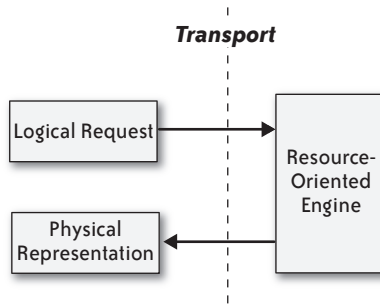 Transport
Logical Request
Resource-
Oriented
Engine
Physical
Representation